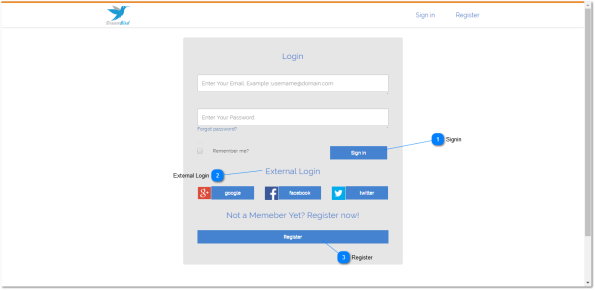 Sign in Register
Login
Enter Your Email. Example: username@domain.com
Enter Your Password
Forgot password?
Remember me?
Sign in
1 Signin
External Login 2
External Login
google facebook twitter
Not a Memeber Yet? Register now!
Register
3 Register